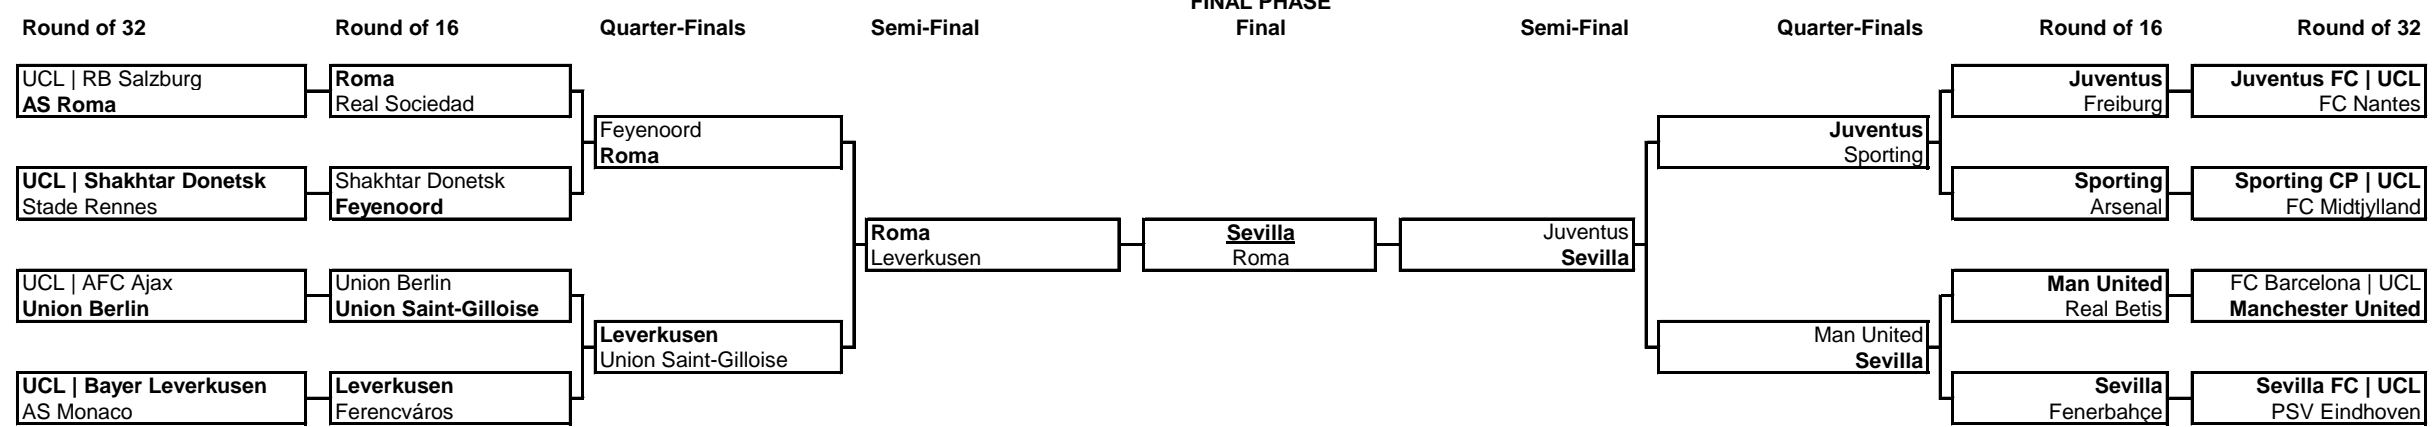 FINAL PHASE
Round of 32 Round of 16 Quarter-Finals Semi-Final Final Semi-Final Quarter-Finals Round of 16 Round of 32
UCL | RB Salzburg Roma Juventus Juventus FC | UCL
AS Roma Real Sociedad Freiburg FC Nantes
Feyenoord Juventus
Roma Sporting
UCL | Shakhtar Donetsk Shakhtar Donetsk Sporting Sporting CP | UCL
Stade Rennes Feyenoord Arsenal FC Midtjylland
Roma Sevilla Juventus
Leverkusen Roma Sevilla
UCL | AFC Ajax Union Berlin Man United FC Barcelona | UCL
Union Berlin Union Saint-Gilloise Real Betis Manchester United
Leverkusen Man United
Union Saint-Gilloise Sevilla
UCL | Bayer Leverkusen Leverkusen Sevilla Sevilla FC | UCL
AS Monaco Ferencváros Fenerbahçe PSV Eindhoven